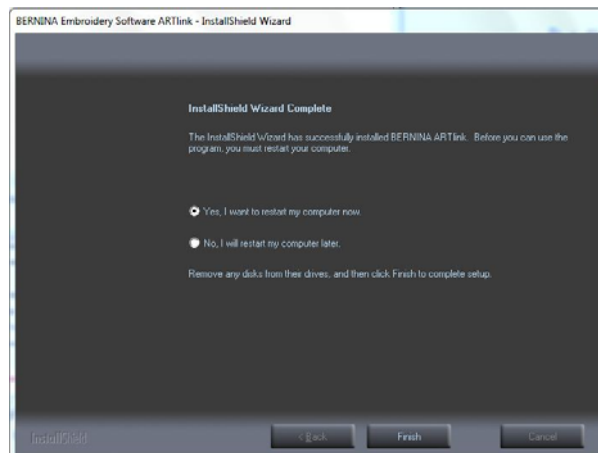 BERNINA Embroidery Software ARTlink - InstallShield Wizard
InstallShield Wizard Complete
The InstallShield Wizard has successfully installed BERNINA ARTlink. Before you can use the
program, you must restart your computer.
Yes, I want to restart my computer now.
No, I will restart my computer later.
Remove any disks from their drives, and then click Finish to complete setup.
InstallShield
< Back
Finish
Cancel